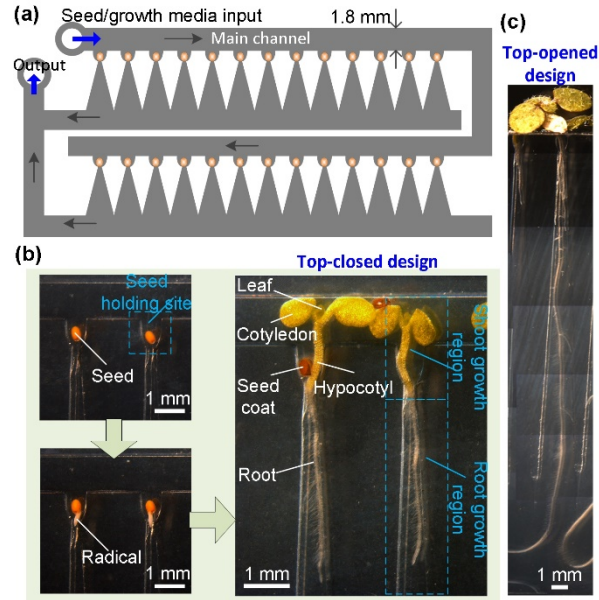 (a)
Seed/growth media input
1.8 mm
Main channel
Output
(b)
Seed
holding site
Seed
1 mm
Radical
1 mm
Top-closed design
Leaf
Cotyledon
Seed
coat
Hypocotyl
Root
Shoot growth
region
Root growth
region
1 mm
(c)
Top-opened
design
1 mm